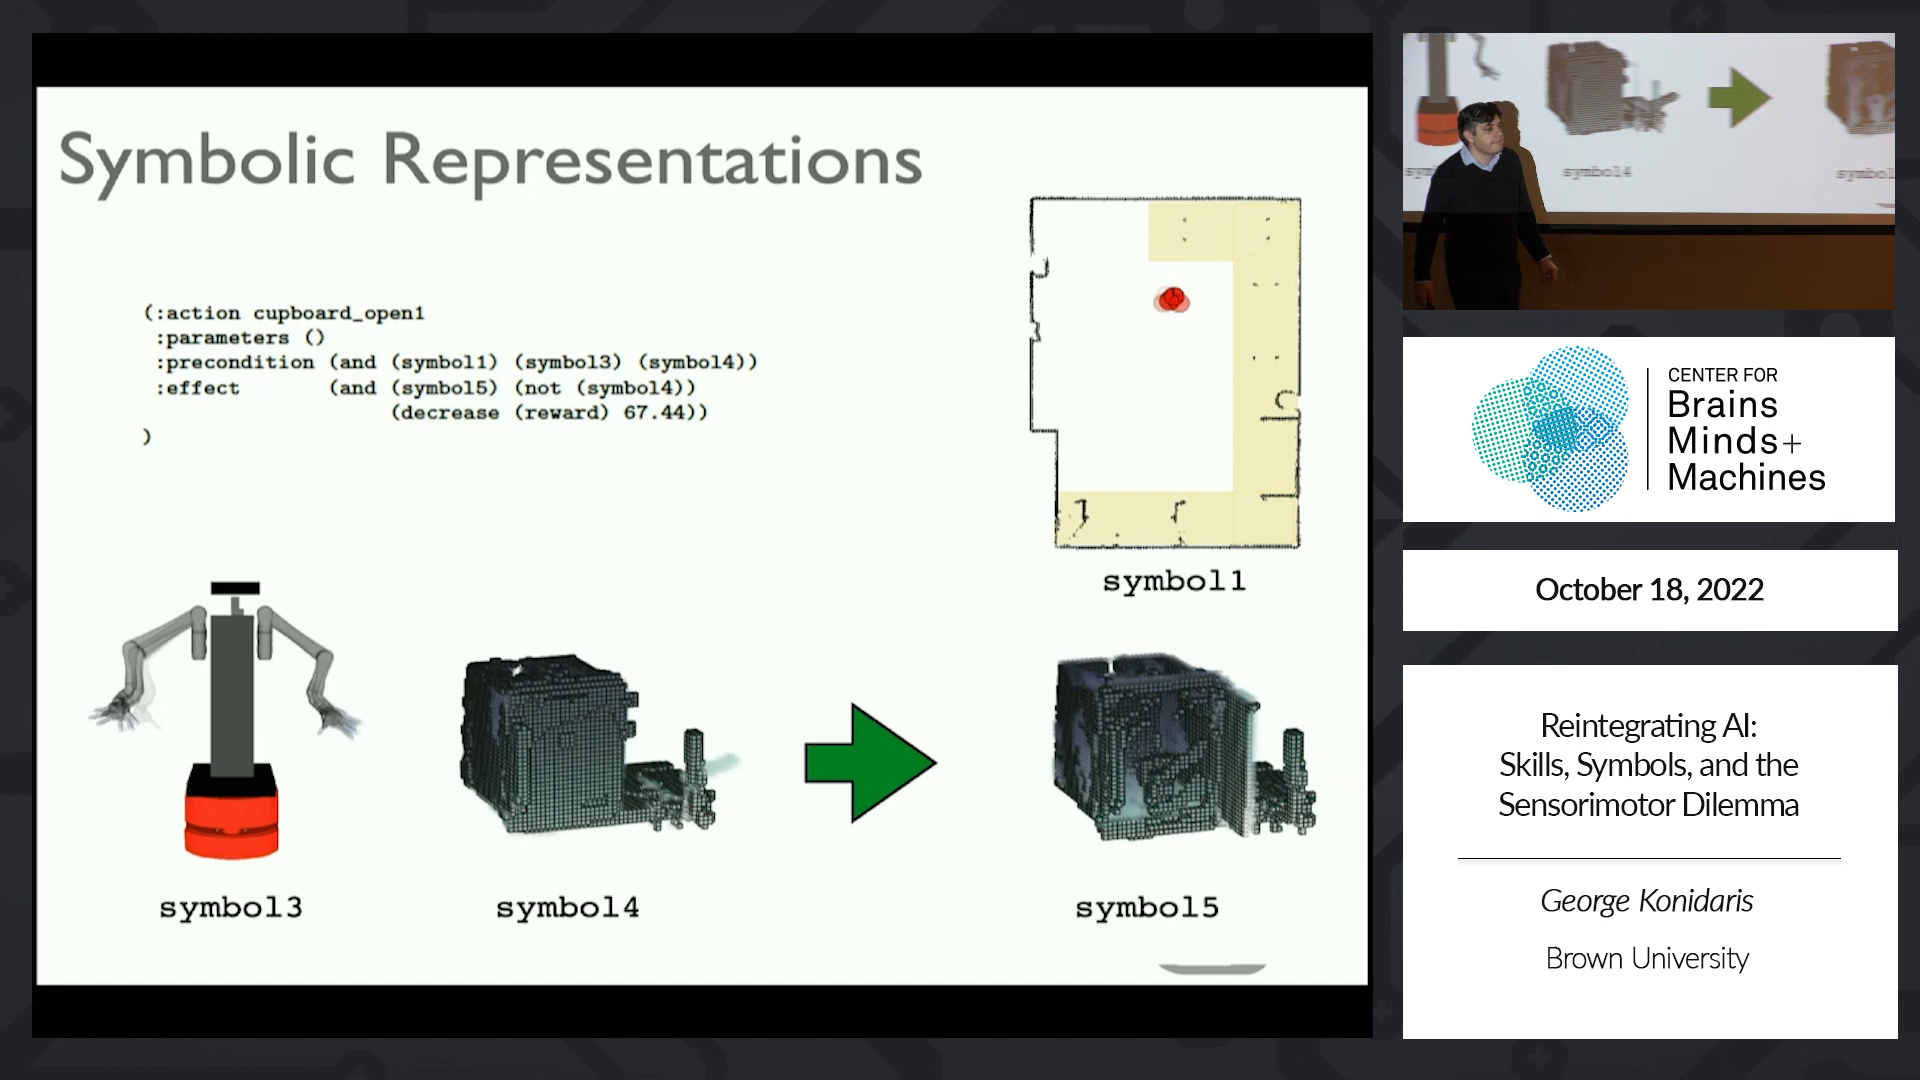 Symbolic Representations
(:action cupboard_open1
:parameters ()
:precondition (and (symbol1) (symbol3) (symbol4))
:effect (and (symbol5) (not (symbol4))
(decrease (reward) 67.44))
)
symbol1
symbol3
symbol4
symbol5
symbol4
CENTER FOR
Brains
Minds+
Machines
October 18, 2022
Reintegrating AI:
Skills, Symbols, and the
Sensorimotor Dilemma
George Konidaris
Brown University